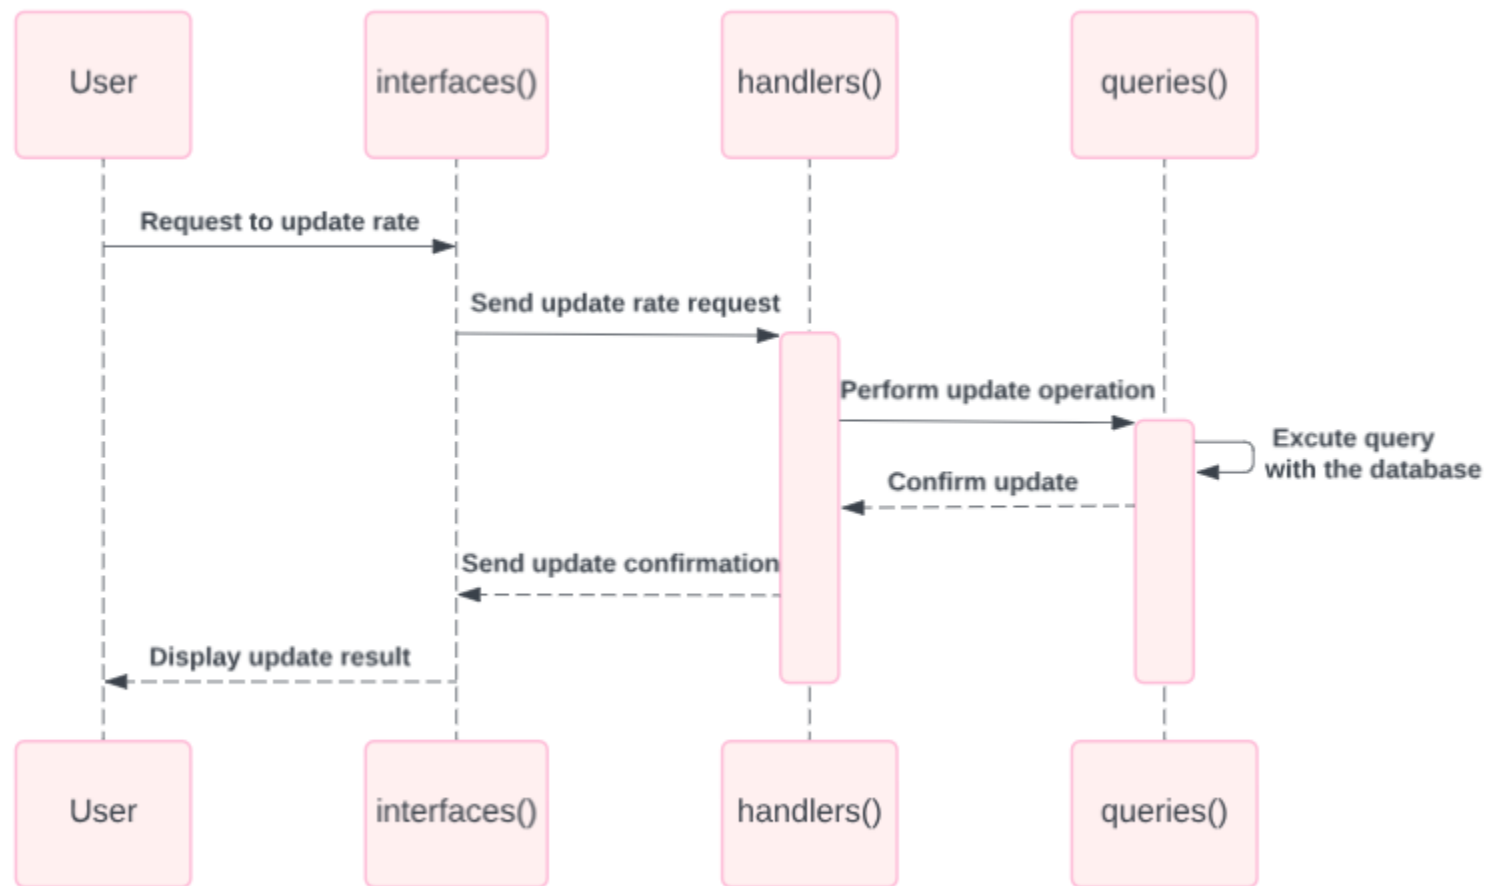 User
interfaces()
handlers()
queries()
Request to update rate
Send update rate request
Perform update operation
Excute query
with the database
Confirm update
Send update confirmation
Display update result
User
interfaces()
handlers()
queries()